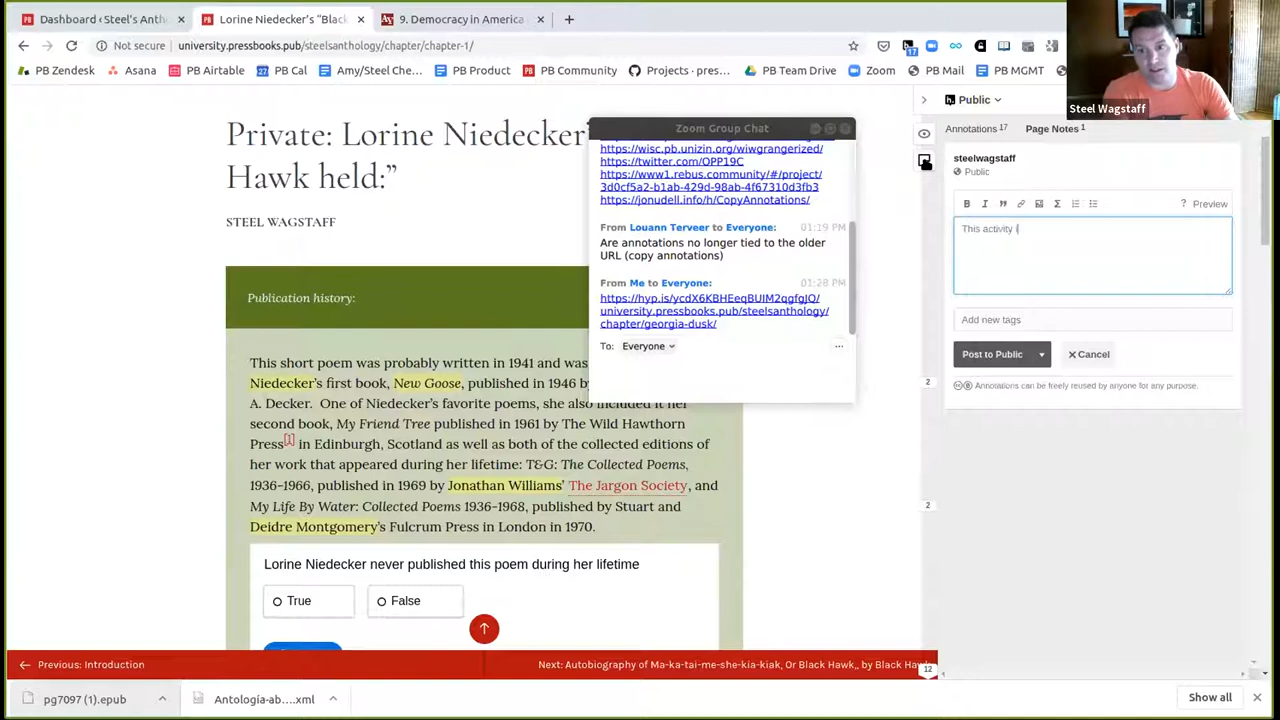 Dashboard ‹ Steel's Anth
Lorine Niedecker's "Black
9. Democracy in America
Not secure
university.pressbooks.pub/steelsanthology/chapter/chapter-1/
PB Zendesk
Asana
PB Airtable
PB Cal
Amy/Steel Che...
PB Product
PB Community
Projects · pres...
PB Team Drive
Zoom
PB Mail
PB MGMT
Steel Wagstaff
Private: Lorine Niedecker'
Hawk held:"
STEEL WAGSTAFF
Publication history:
This short poem was probably written in 1941 and was
Niedecker's first book, New Goose, published in 1946 b
A. Decker. One of Niedecker's favorite poems, she also included it her
second book, My Friend Tree published in 1961 by The Wild Hawthorn
Press[1] in Edinburgh, Scotland as well as both of the collected editions of
her work that appeared during her lifetime: T&G: The Collected Poems,
1936-1966, published in 1969 by Jonathan Williams' The Jargon Society, and
My Life By Water: Collected Poems 1936-1968, published by Stuart and
Deidre Montgomery's Fulcrum Press in London in 1970.
Lorine Niedecker never published this poem during her lifetime
True
False
Zoom Group Chat
https://wisc.pb.unizin.org/wiwgrangerized/
https://twitter.com/OPP19C
https://www1.rebus.community/#/project/
3d0cf5a2-b1ab-429d-98ab-4f67310d3fb3
https://jonudell.info/h/CopyAnnotations/
From Louann Terveer to Everyone: 01:19 PM
Are annotations no longer tied to the older
URL (copy annotations)
From Me to Everyone: 01:28 PM
https://hyp.is/ycdX6KBHEeqBUIM2qgfgJQ/
university.pressbooks.pub/steelsanthology/
chapter/georgia-dusk/
To: Everyone
Public
Annotations 17
Page Notes 1
steelwagstaff
Public
Preview
This activity i
Add new tags
Post to Public
Cancel
Annotations can be freely reused by anyone for any purpose.
2
2
12
← Previous: Introduction
Next: Autobiography of Ma-ka-tai-me-she-kia-kiak, Or Black Hawk,, by Black Haw
pg7097 (1).epub
Antología-ab....xml
Show all